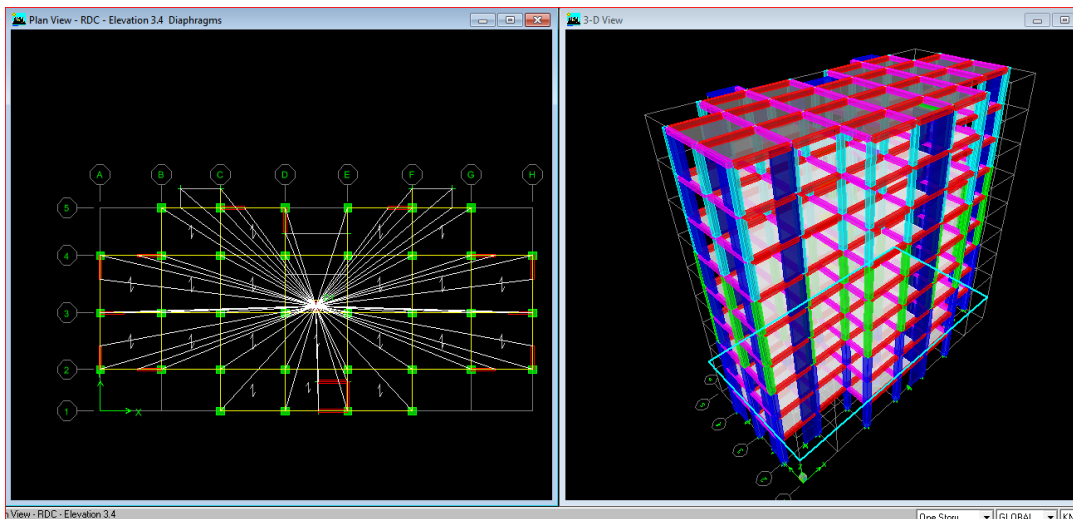 Plan View - RDC - Elevation 3.4 Diaphragms
3-D View
A B C D E F G H
5
4
3
2
1
X
View - RDC - Elevation 3.4
One Story
GLOBAL